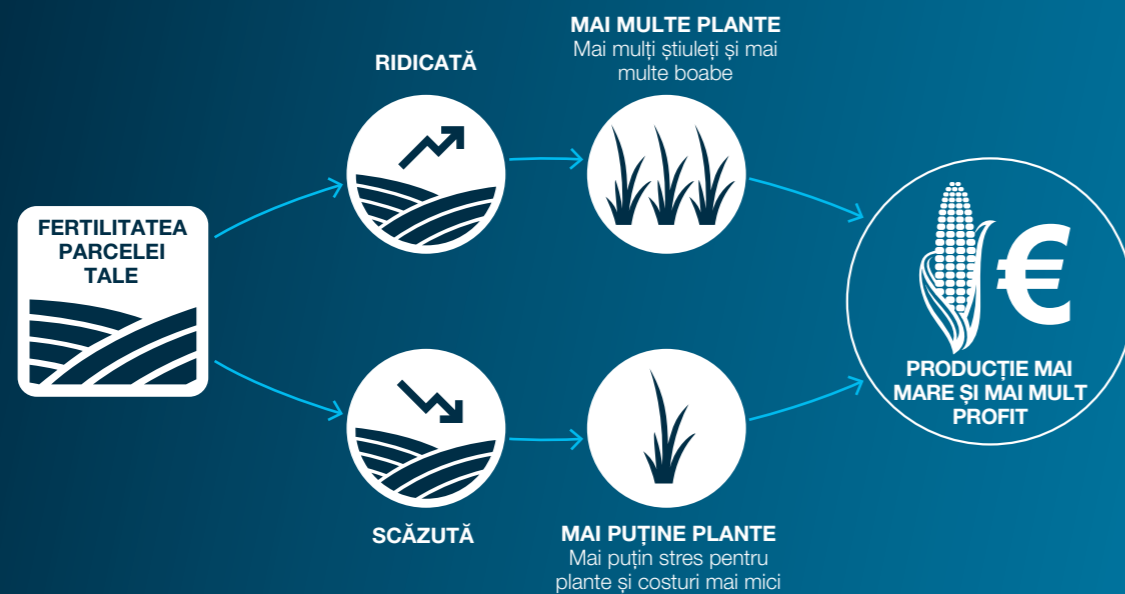 FERTILITATEA
PARCELEI
TALE
RIDICATĂ
MAI MULTE PLANTE
Mai mulți știuleți și mai
multe boabe
SCĂZUTĂ
MAI PUȚINE PLANTE
Mai puțin stres pentru
plante și costuri mai mici
€
PRODUCȚIE MAI
MARE ȘI MAI MULT
PROFIT